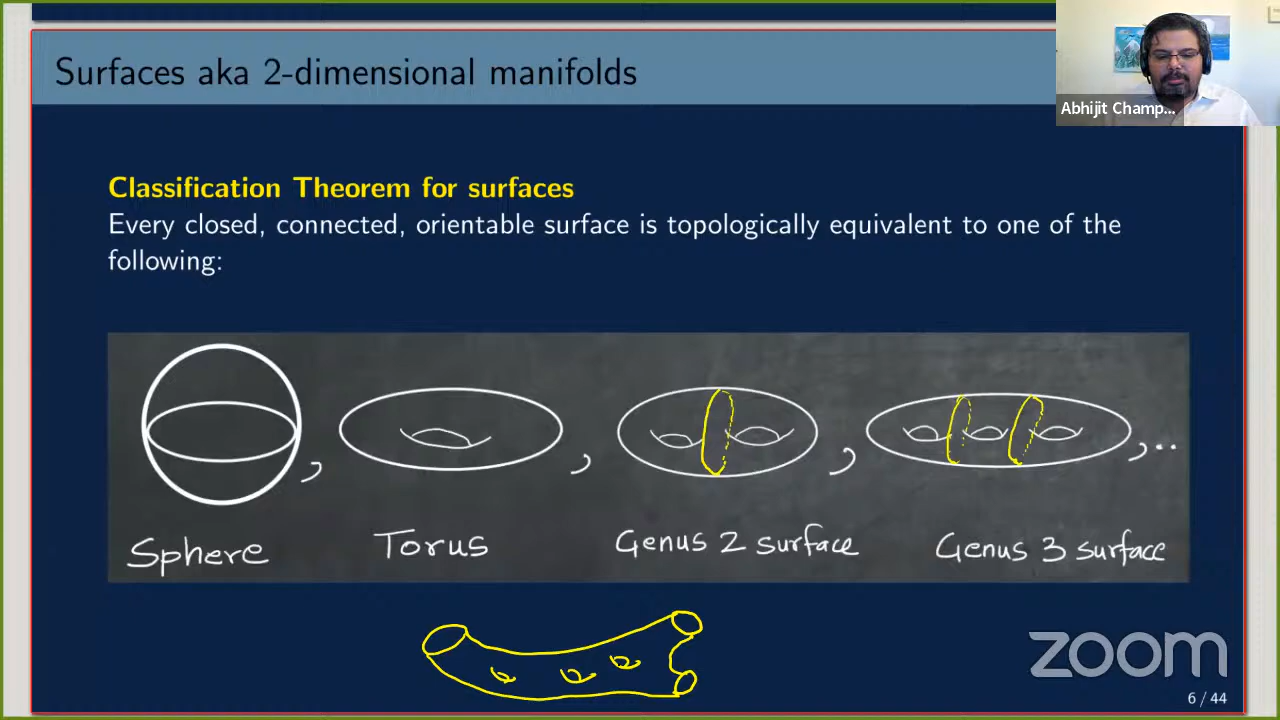 Surfaces aka 2-dimensional manifolds
Abhijit Champ...
Classification Theorem for surfaces
Every closed, connected, orientable surface is topologically equivalent to one of the
following:
, , , , ...
Sphere Torus Genus 2 surface Genus 3 surface
zoom
6 / 44